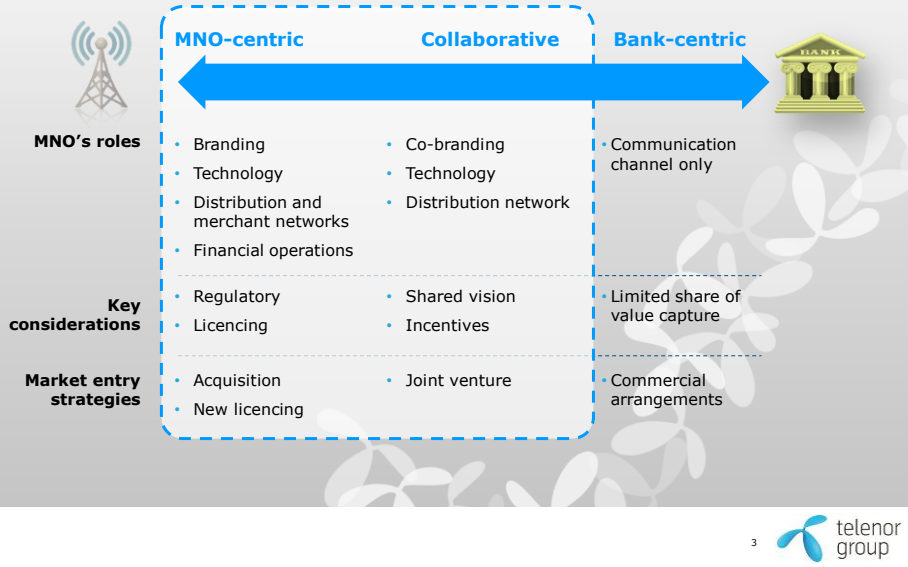 MNO-centric Collaborative Bank-centric
BANK
MNO's roles
• Branding
• Technology
• Distribution and
merchant networks
• Financial operations
• Co-branding
• Technology
• Distribution network
• Communication
channel only
Key
considerations
• Regulatory
• Licencing
• Shared vision
• Incentives
• Limited share of
value capture
Market entry
strategies
• Acquisition
• New licencing
• Joint venture
• Commercial
arrangements
3
telenor
group